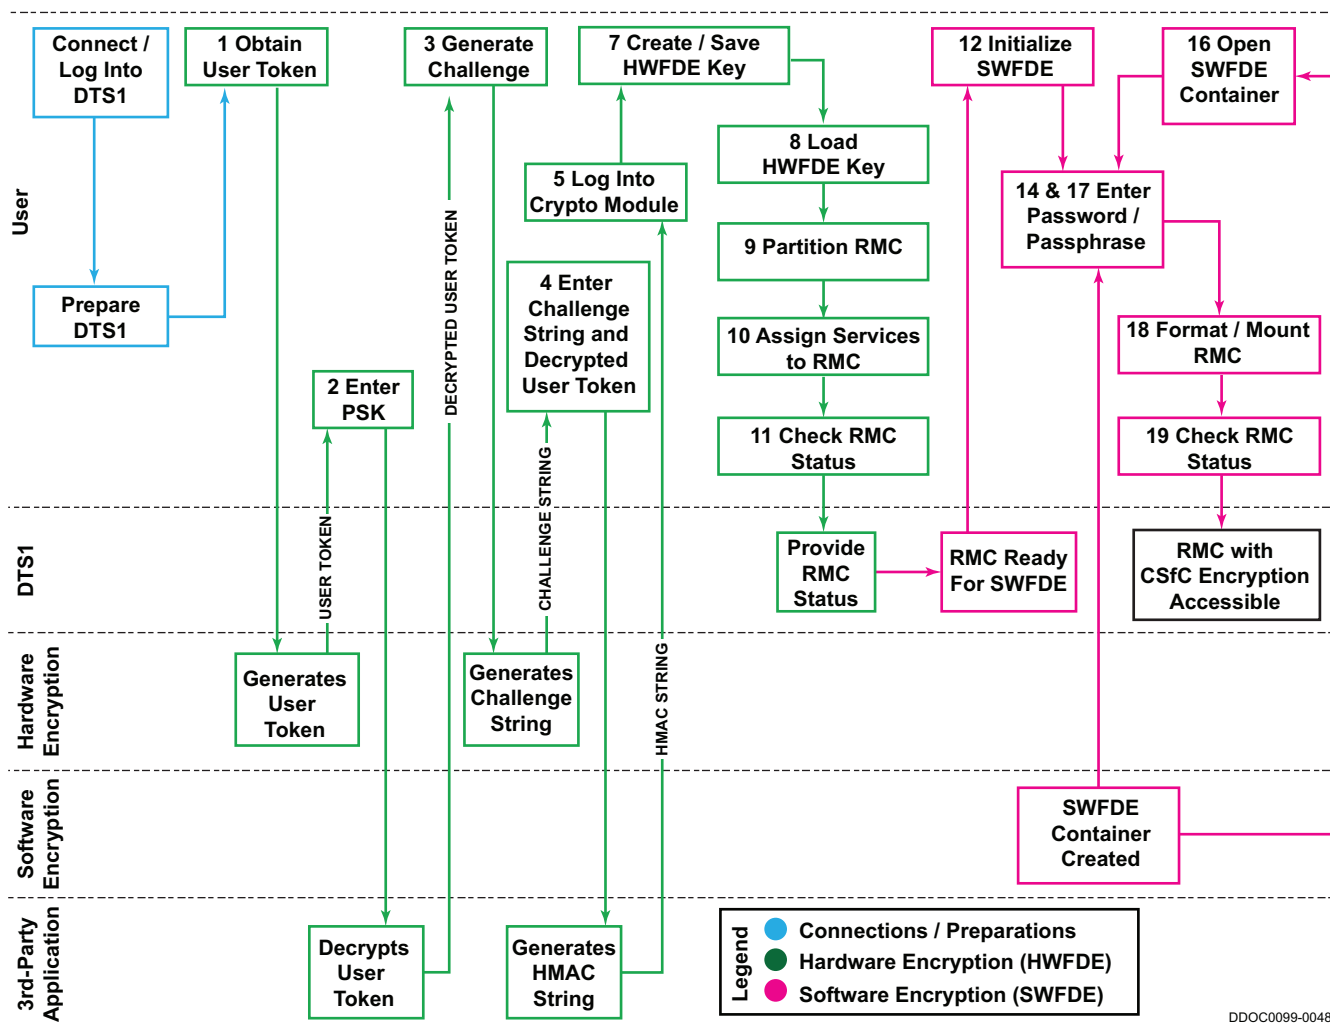 Connect /
Log Into
DTS1
1 Obtain
User Token
3 Generate
Challenge
7 Create / Save
HWFDE Key
12 Initialize
SWFDE
16 Open
SWFDE
Container
8 Load
HWFDE Key
5 Log Into
Crypto Module
14 & 17 Enter
Password /
Passphrase
User
9 Partition RMC
4 Enter
Challenge
String and
Decrypted
User Token
Prepare
DTS1
DECRYPTED USER TOKEN
10 Assign Services
to RMC
18 Format / Mount
RMC
2 Enter
PSK
11 Check RMC
Status
19 Check RMC
Status
USER TOKEN
CHALLENGE STRING
DTS1
Provide
RMC
Status
RMC Ready
For SWFDE
RMC with
CSfC Encryption
Accessible
Hardware
Encryption
Generates
User
Token
Generates
Challenge
String
HMAC STRING
Software
Encryption
SWFDE
Container
Created
3rd-Party
Application
Decrypts
User
Token
Generates
HMAC
String
Legend
Connections / Preparations
Hardware Encryption (HWFDE)
Software Encryption (SWFDE)
DDOC0099-0048